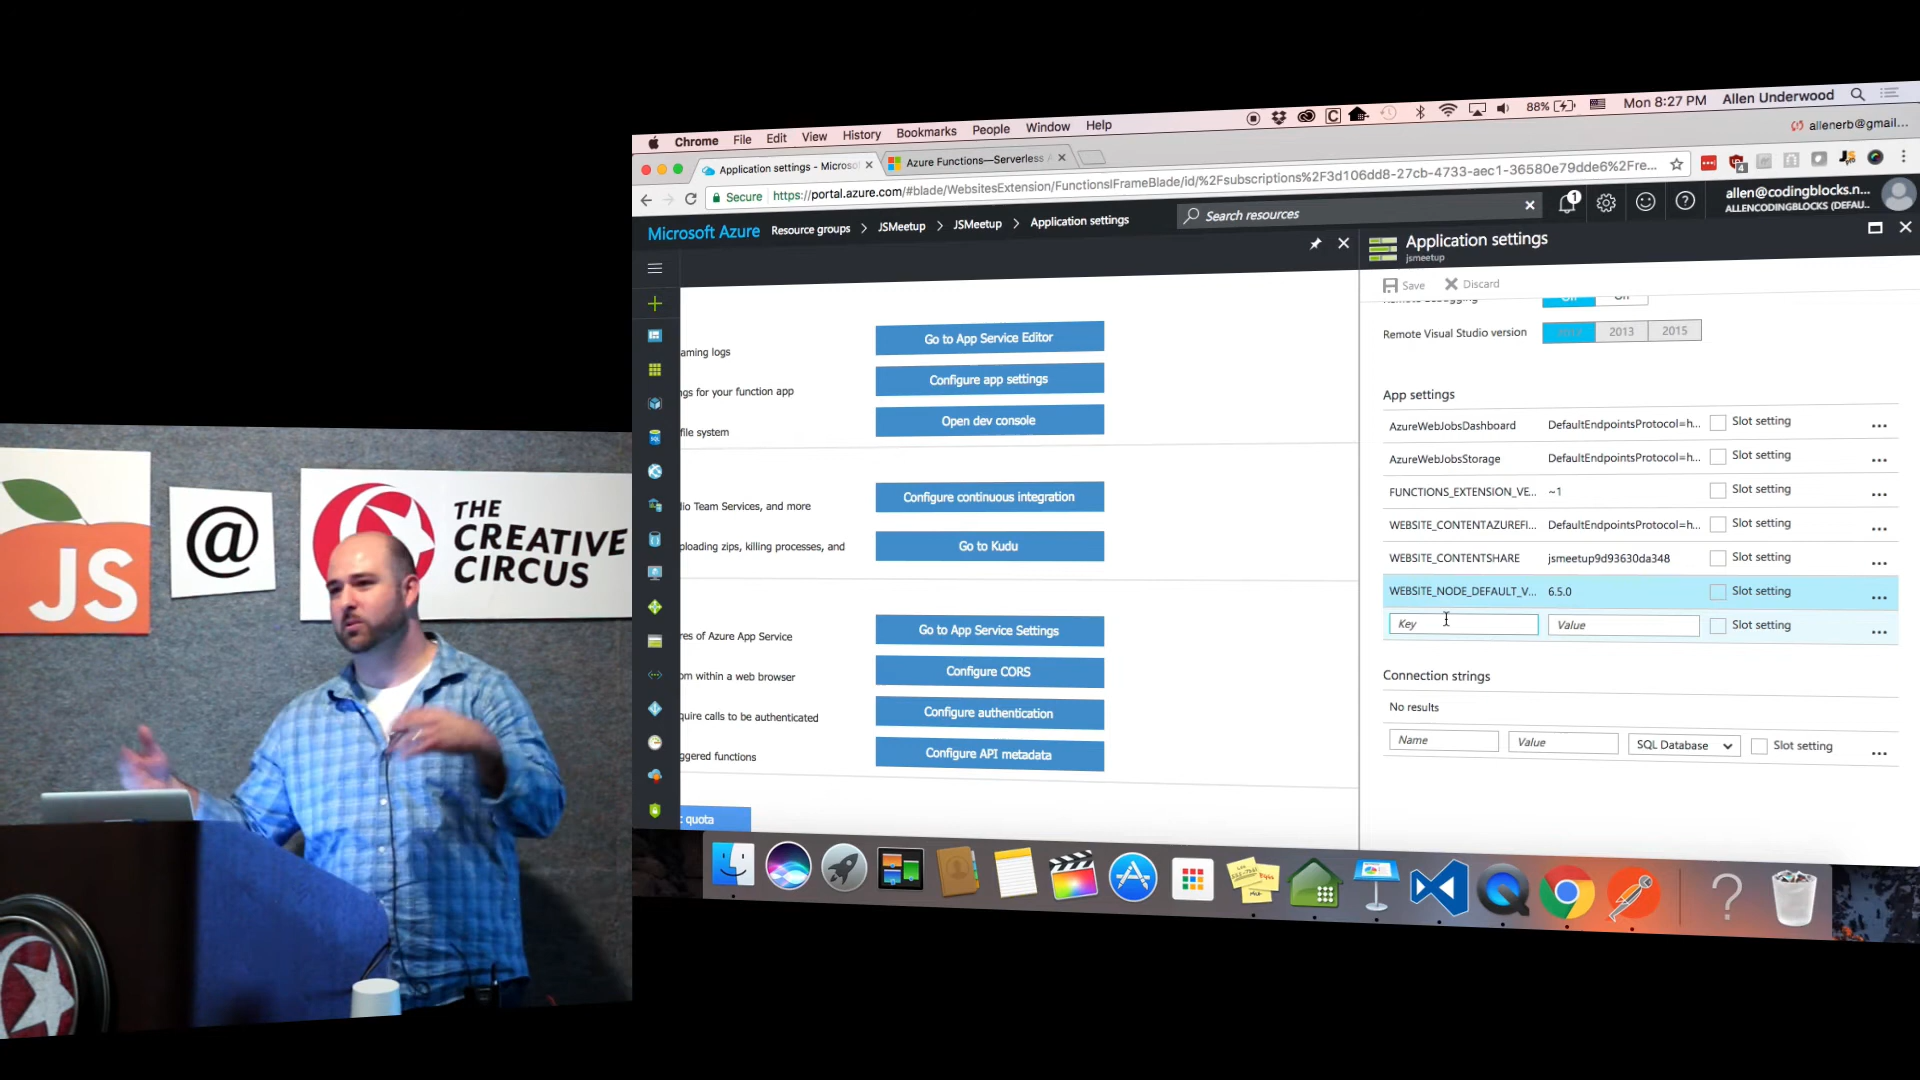 JS
@
THE
CREATIVE
CIRCUS
Chrome File Edit View History Bookmarks People Window Help
88% Mon 8:27 PM Allen Underwood
Application settings - Microso
Azure Functions—Serverless
allenerb@gmail...
Secure https://portal.azure.com/#blade/WebsitesExtension/FunctionsIFrameBlade/id/%2Fsubscriptions%2F3d106dd8-27cb-4733-aec1-36580e79dde6%2Fre...
4
Microsoft Azure Resource groups > JSMeetup > JSMeetup > Application settings
Search resources
1
allen@codingblocks.n...
ALLENCODINGBLOCKS (DEFAU...
Application settings
jsmeetup
Save Discard
Remote Visual Studio version 2013 2015
aming logs
Go to App Service Editor
ngs for your function app
Configure app settings
file system
Open dev console
Configure continuous integration
lio Team Services, and more
ploading zips, killing processes, and
Go to Kudu
res of Azure App Service
Go to App Service Settings
om within a web browser
Configure CORS
quire calls to be authenticated
Configure authentication
ggered functions
Configure API metadata
quota
App settings
AzureWebJobsDashboard DefaultEndpointsProtocol=h... Slot setting ...
AzureWebJobsStorage DefaultEndpointsProtocol=h... Slot setting ...
FUNCTIONS_EXTENSION_VE... ~1 Slot setting ...
WEBSITE_CONTENTAZUREFI... DefaultEndpointsProtocol=h... Slot setting ...
WEBSITE_CONTENTSHARE jsmeetup9d93630da348 Slot setting ...
WEBSITE_NODE_DEFAULT_V... 6.5.0 Slot setting ...
Key Value Slot setting ...
Connection strings
No results
Name Value SQL Database Slot setting ...